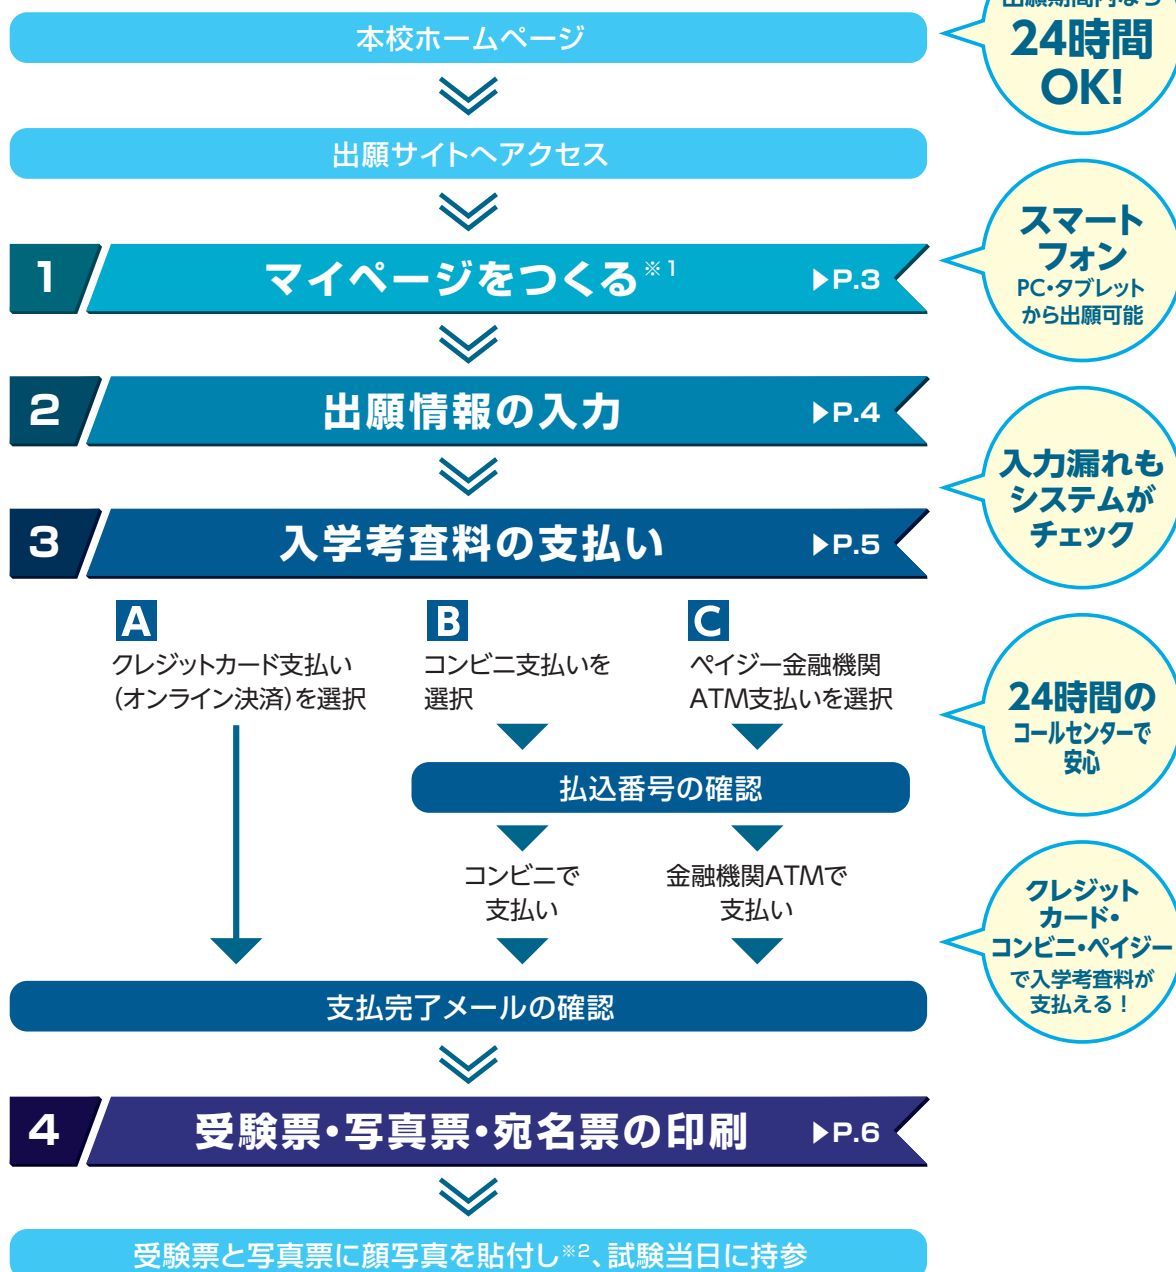 本校ホームページ
出願サイトへアクセス
1 マイページをつくる※1 ▶P.3
2 出願情報の入力 ▶P.4
3 入学考査料の支払い ▶P.5
A
クレジットカード支払い
(オンライン決済)を選択
B
コンビニ支払いを
選択
C
ペイジー金融機関
ATM支払いを選択
払込番号の確認
コンビニで
支払い
金融機関ATMで
支払い
支払完了メールの確認
4 受験票・写真票・宛名票の印刷 ▶P.6
受験票と写真票に顔写真を貼付し※2、試験当日に持参
出願期間内なら
24時間
OK!
スマート
フォン
PC・タブレット
から出願可能
入力漏れも
システムが
チェック
24時間の
コールセンターで
安心
クレジット
カード・
コンビニ・ペイジー
で入学考査料が
支払える！